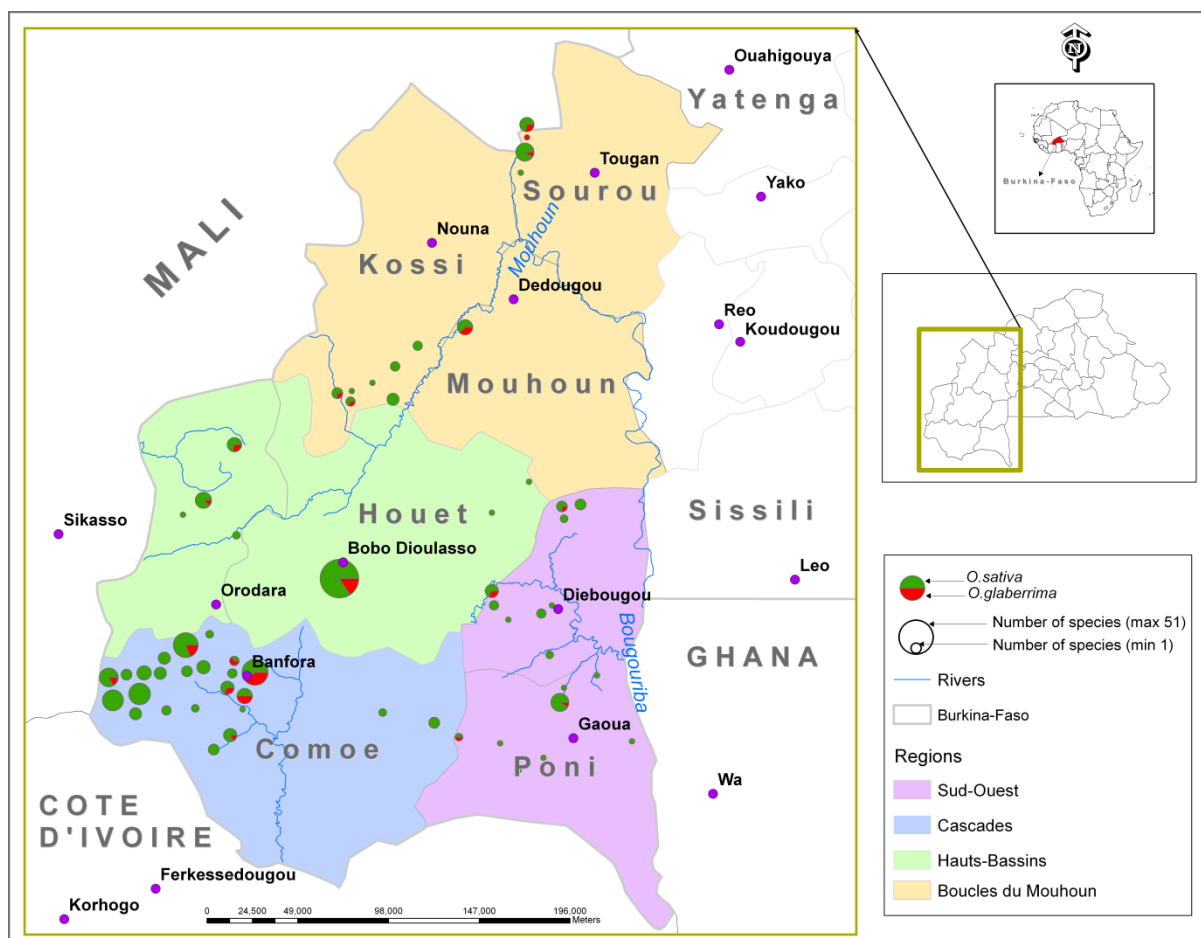 Ouahigouya
Yatenga
Tougan
Sourou
Yako
MALI
Nouna
Kossi
Mouhoun
Dedougou
Reo
Koudougou
Mouhoun
Sikasso
Houet
Bobo Dioulasso
Sissili
Leo
Orodara
Diebougou
Bougouriba
GHANA
Banfora
Comoe
Gaoua
Poni
Wa
COTE
D'IVOIRE
Ferkessedougou
Korhogo
0 24,500 49,000 98,000 147,000 196,000
Meters
N
Burkina-Faso
O.sativa
O.glaberrima
Number of species (max 51)
Number of species (min 1)
Rivers
Burkina-Faso
Regions
Sud-Ouest
Cascades
Hauts-Bassins
Boucles du Mouhoun